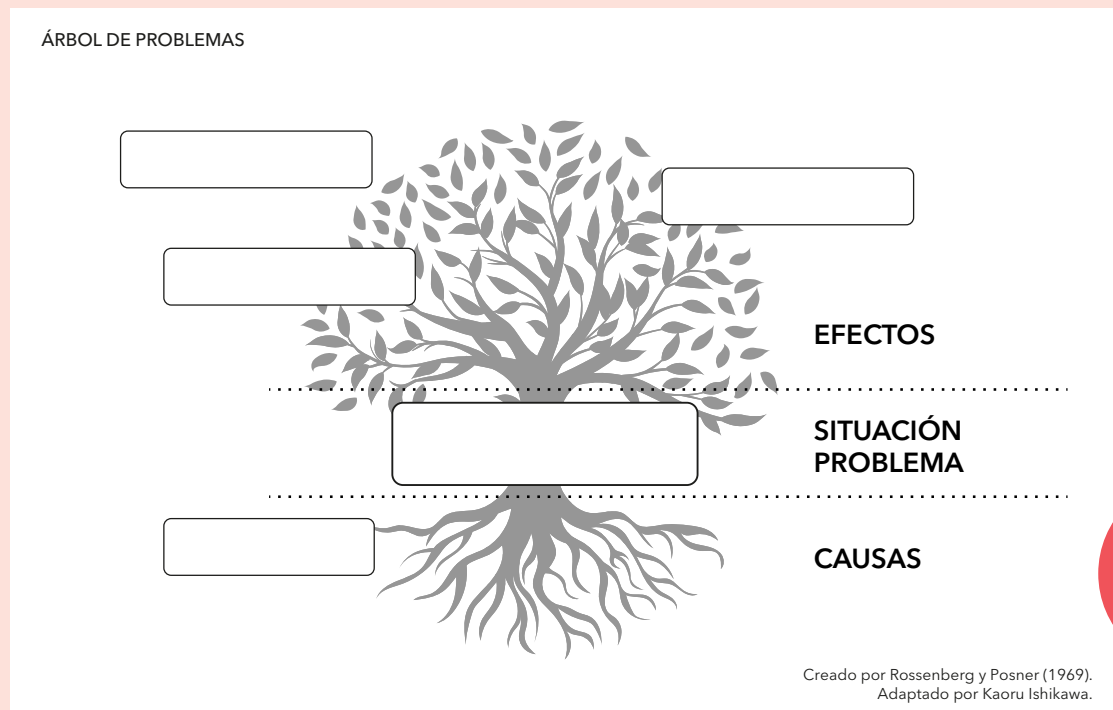 ÁRBOL DE PROBLEMAS
EFECTOS
SITUACIÓN
PROBLEMA
CAUSAS
Creado por Rossenberg y Posner (1969).
Adaptado por Kaoru Ishikawa.